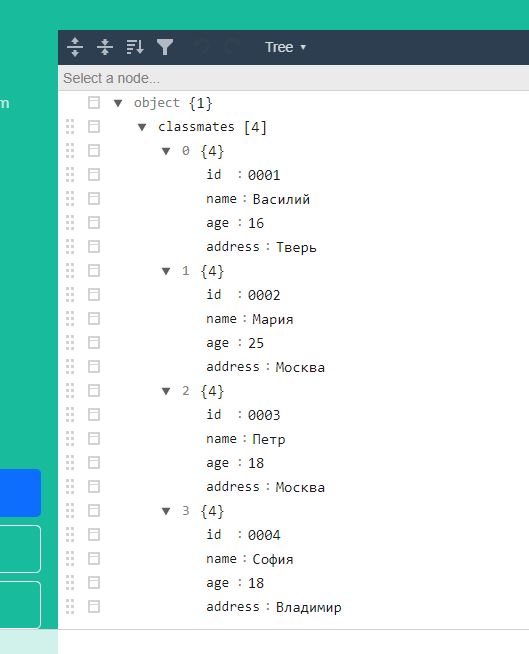 Tree
Select a node...
m
object {1}
classmates [4]
0 {4}
id : 0001
name : Василий
age : 16
address : Тверь
1 {4}
id : 0002
name : Мария
age : 25
address : Москва
2 {4}
id : 0003
name : Петр
age : 18
address : Москва
3 {4}
id : 0004
name : София
age : 18
address : Владимир